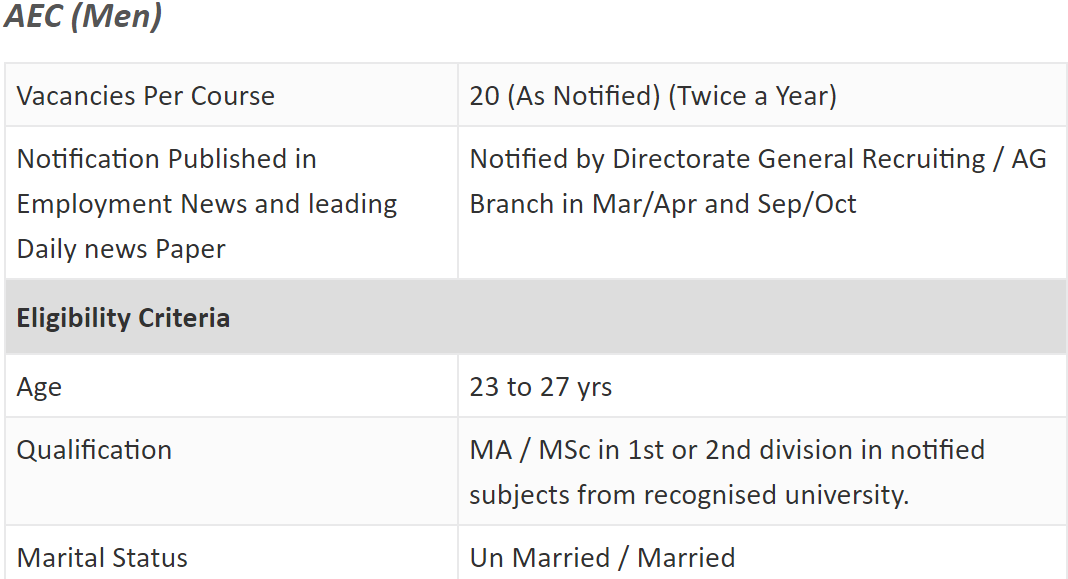 AEC (Men)
Vacancies Per Course
20 (As Notified) (Twice a Year)
Notification Published in
Employment News and leading
Daily news Paper
Notified by Directorate General Recruiting / AG
Branch in Mar/Apr and Sep/Oct
Eligibility Criteria
Age
23 to 27 yrs
Qualification
MA / MSc in 1st or 2nd division in notified
subjects from recognised university.
Marital Status
Un Married / Married